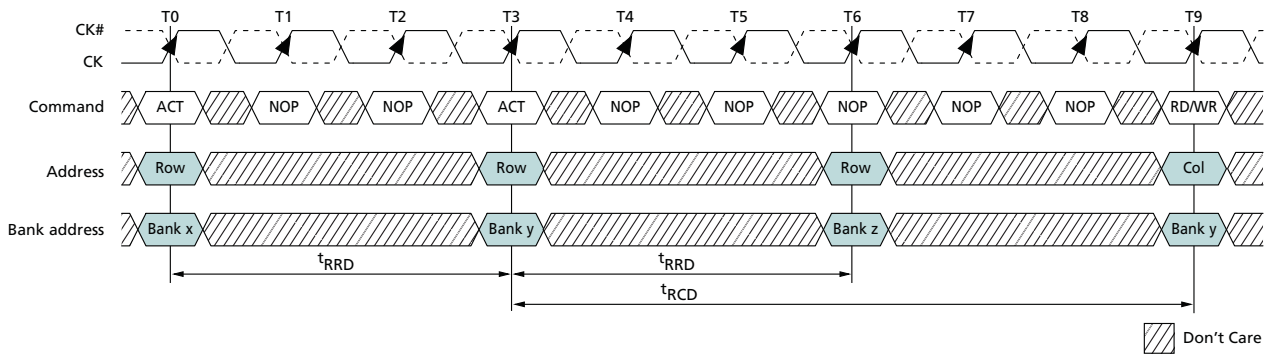 T0 T1 T2 T3 T4 T5 T6 T7 T8 T9
CK#
CK
Command ACT NOP NOP ACT NOP NOP NOP NOP NOP RD/WR
Address Row Row Row Col
Bank address Bank x Bank y Bank z Bank y
tRRD tRRD
tRCD
Don't Care